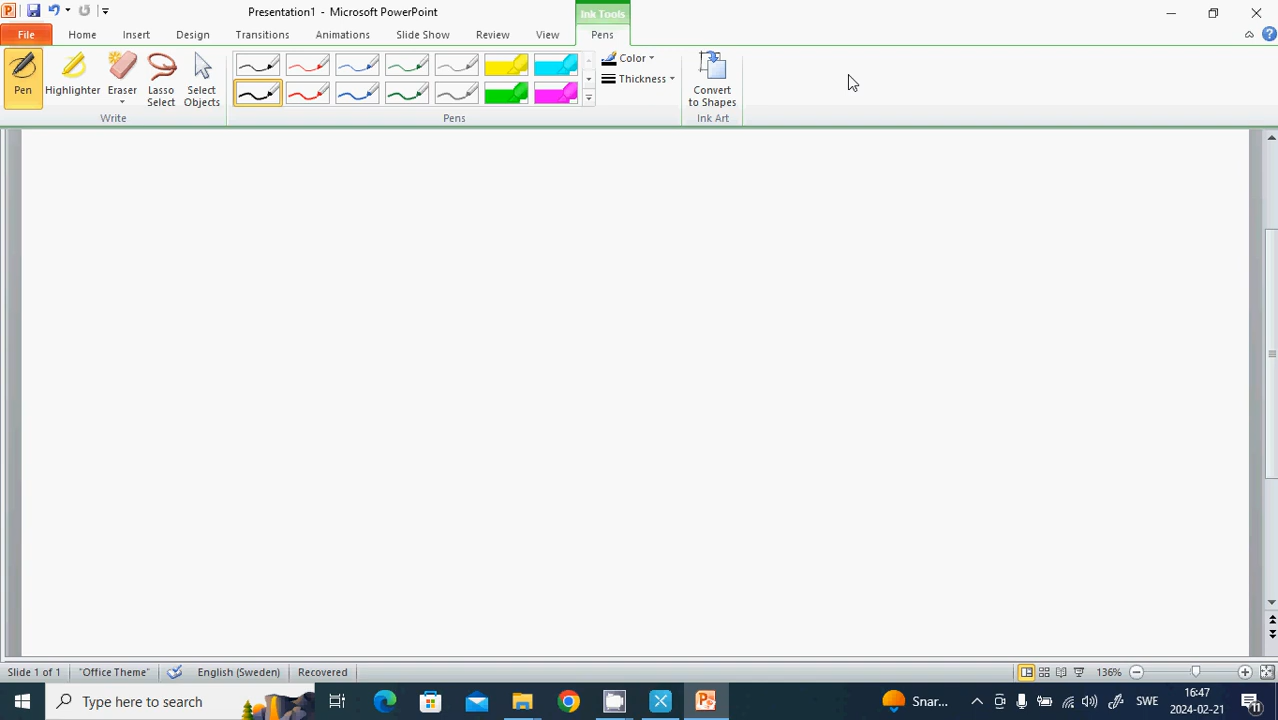 Presentation1 - Microsoft PowerPoint
Ink Tools
File Home Insert Design Transitions Animations Slide Show Review View Pens
Pen Highlighter Eraser Lasso Select Select Objects
Color
Thickness
Convert to Shapes
Write Pens Ink Art
Slide 1 of 1 "Office Theme" English (Sweden) Recovered 136%
Type here to search Snar... SWE 16:47
2024-02-21 11